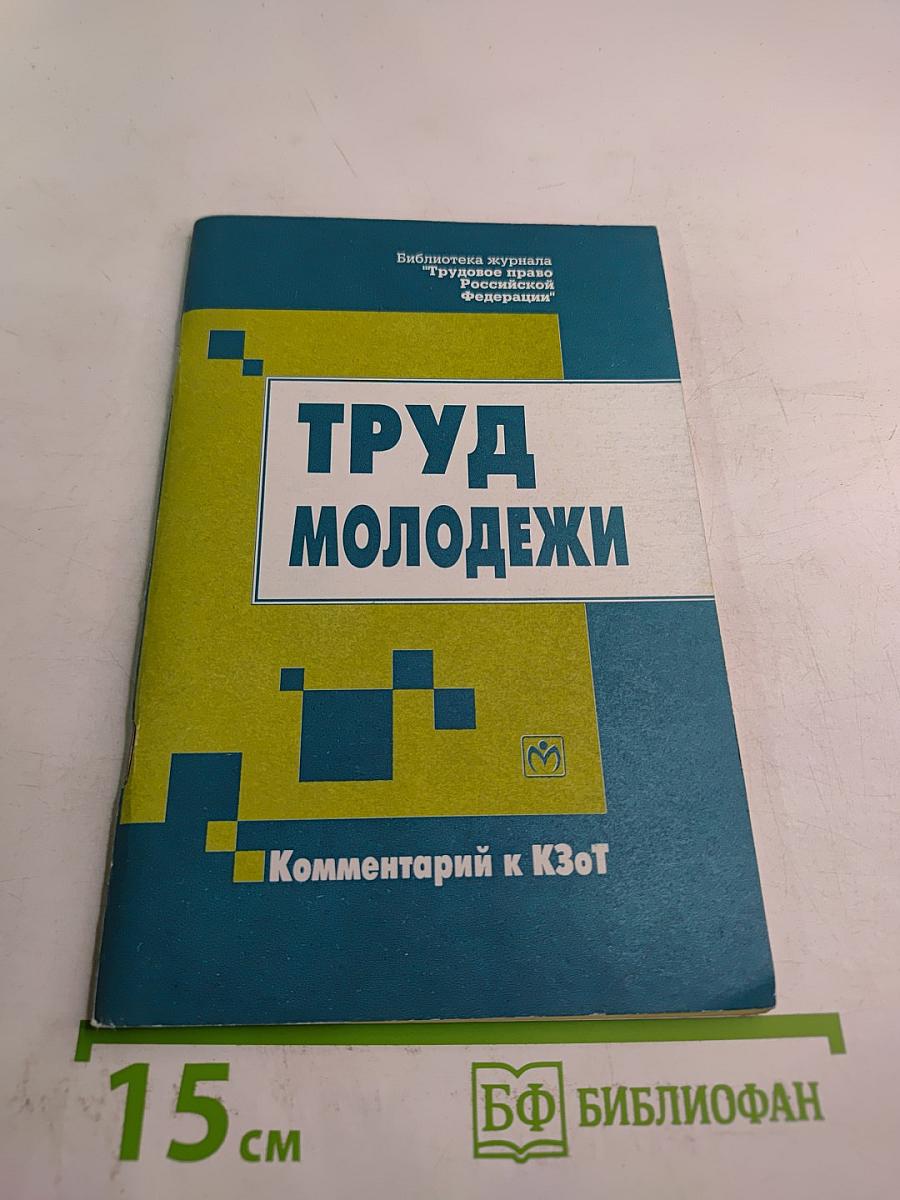 Библиотека журнала
"Трудовое право
Российской
Федерации"
ТРУД
МОЛОДЕЖИ
Комментарий к КЗоТ
15 см
БФ БИБЛИОФАН